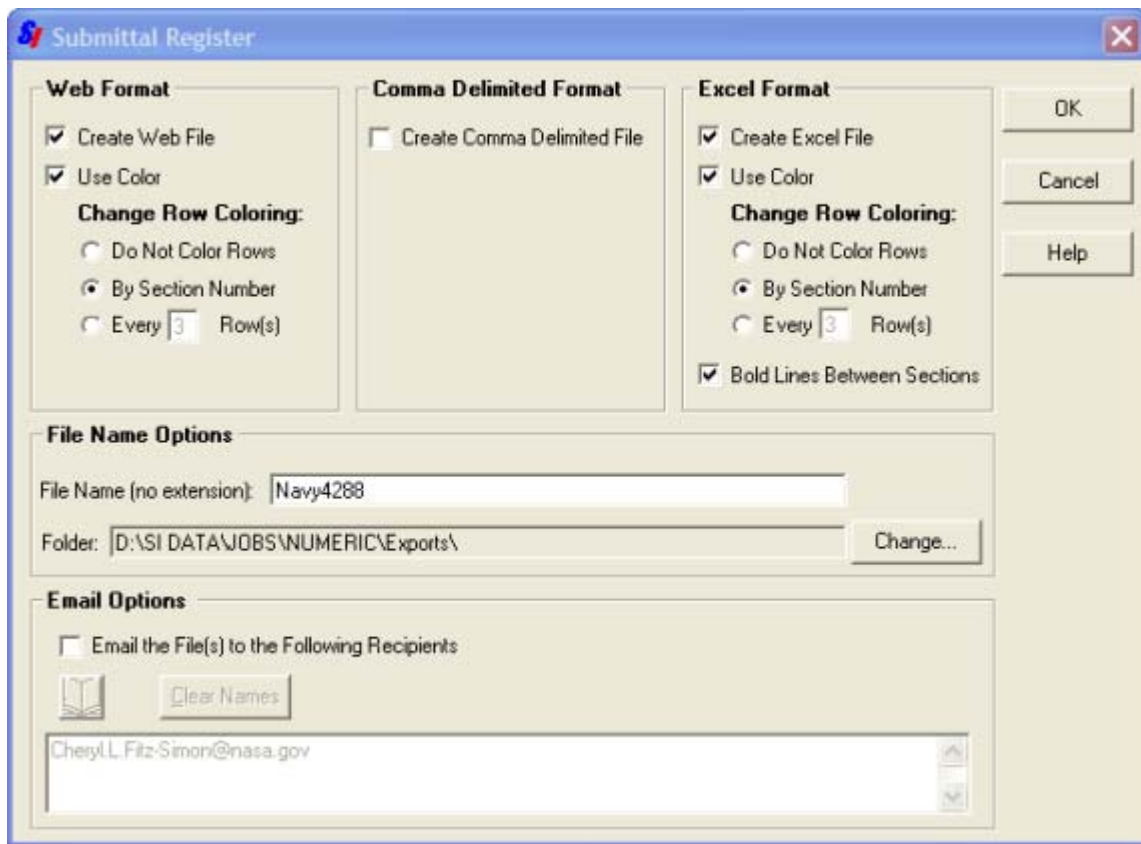 SI Submittal Register
Web Format
Create Web File
Use Color
Change Row Coloring:
Do Not Color Rows
By Section Number
Every 3 Row(s)
Comma Delimited Format
Create Comma Delimited File
Excel Format
Create Excel File
Use Color
Change Row Coloring:
Do Not Color Rows
By Section Number
Every 3 Row(s)
Bold Lines Between Sections
OK
Cancel
Help
File Name Options
File Name (no extension): Navy4288
Folder: D:\SI DATA\JOBS\NUMERIC\Exports\ Change...
Email Options
Email the File(s) to the Following Recipients
Clear Names
Cheryl.L.Fitz-Simon@nasa.gov